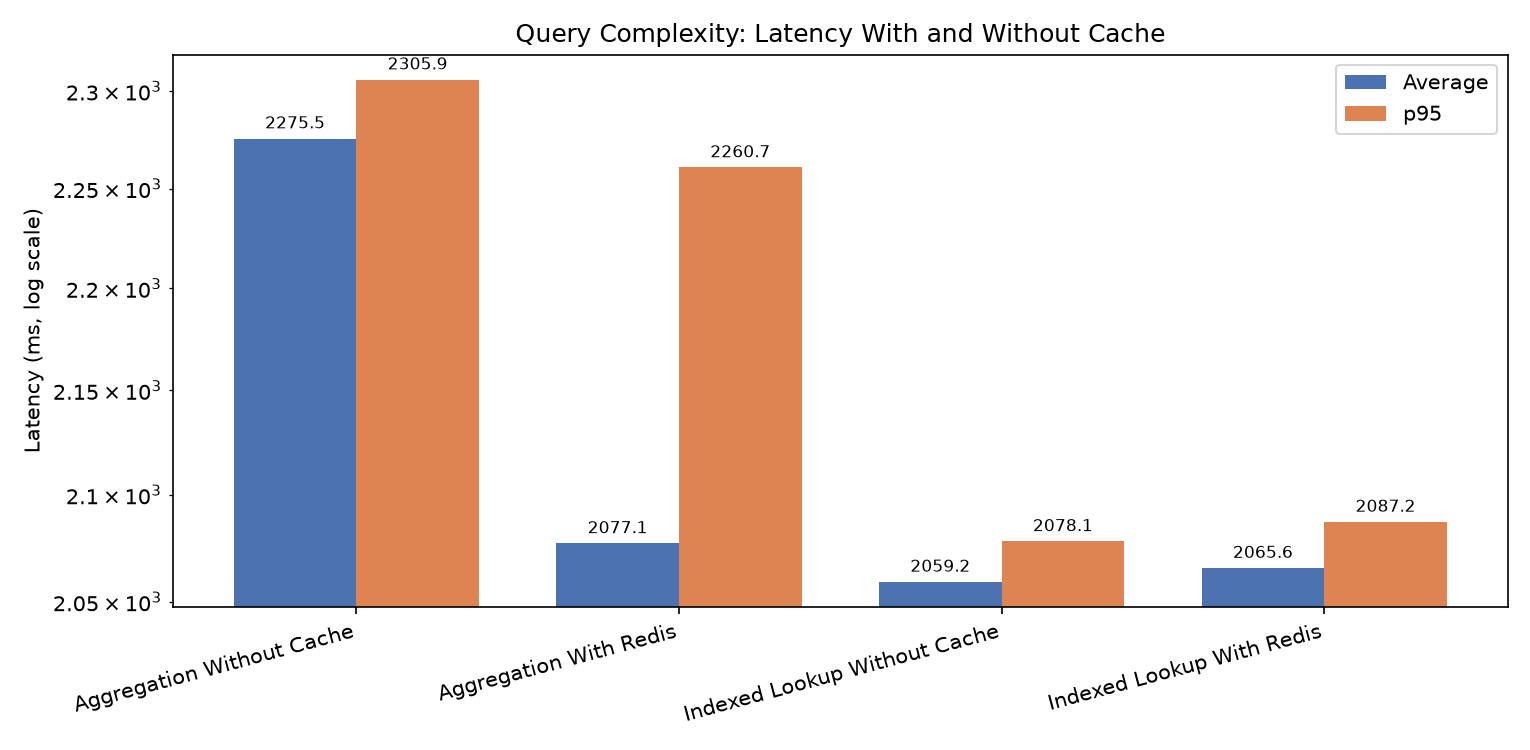 Query Complexity: Latency With and Without Cache
Latency (ms, log scale)
2.3 × 10³
2.25 × 10³
2.2 × 10³
2.15 × 10³
2.1 × 10³
2.05 × 10³
2275.5
2305.9
2077.1
2260.7
2059.2
2078.1
2065.6
2087.2
Average
p95
Aggregation Without Cache
Aggregation With Redis
Indexed Lookup Without Cache
Indexed Lookup With Redis